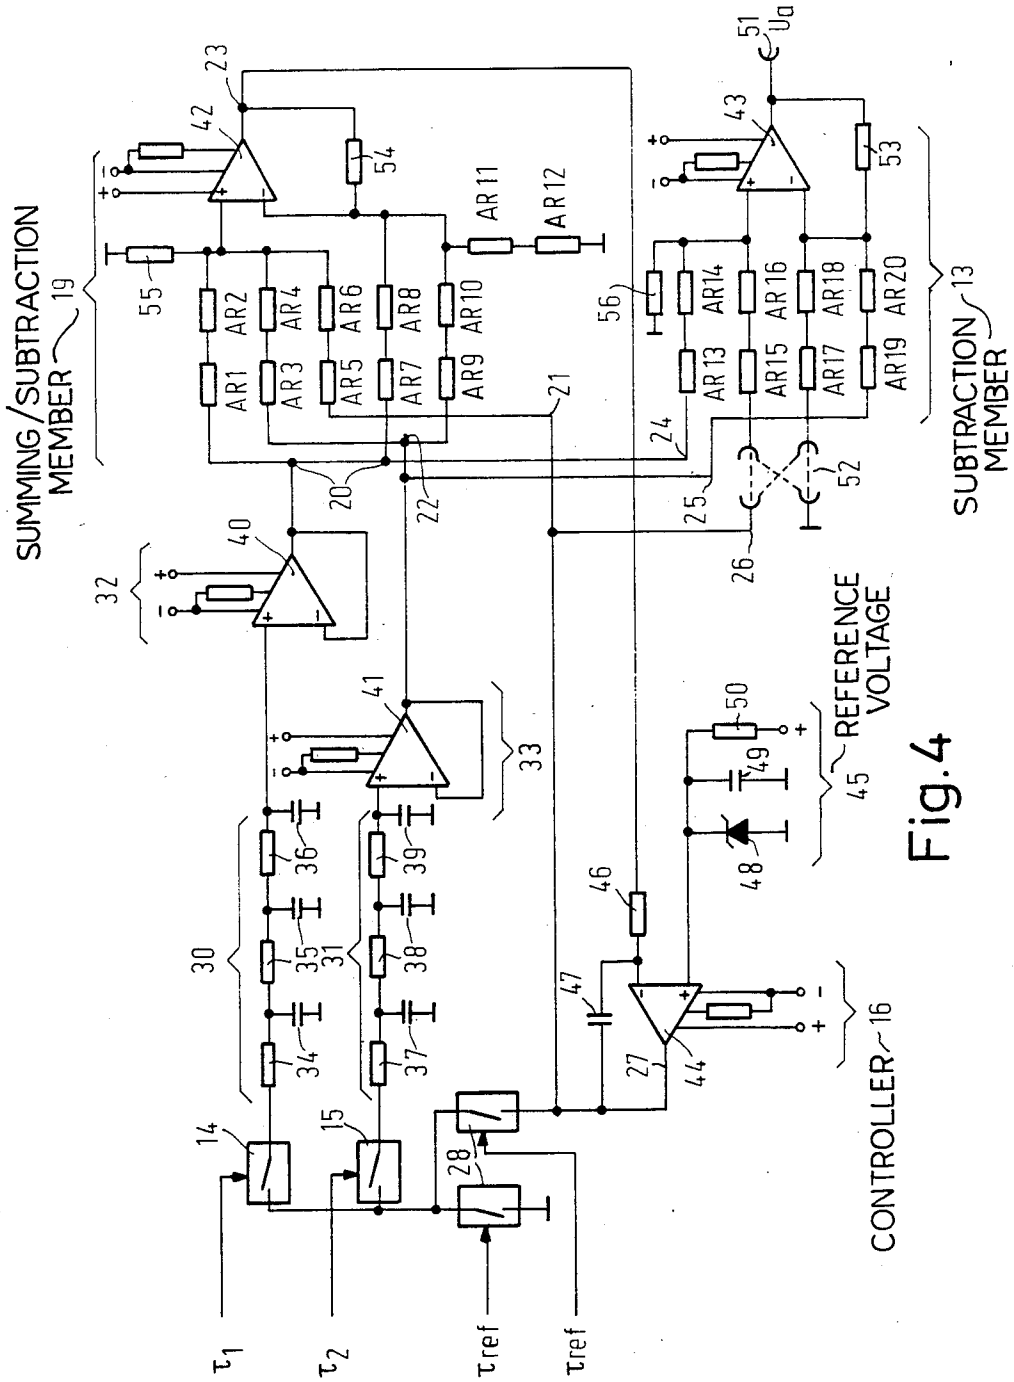 SUMMING/SUBTRACTION
MEMBER 19
32
+
−
40
+
−
55
+
−
42
23
+
−
54
AR1
AR2
AR3
AR4
AR5
AR6
AR7
AR8
AR9
AR10
AR11
AR12
20
22
21
30
34
35
36
31
37
38
39
+
−
41
+
−
33
14
15
28
τ1
τ2
τref
τref
24
25
26
52
56
AR13
AR14
AR15
AR16
AR17
AR18
AR19
AR20
+
−
43
+
−
53
51
Ua
SUBTRACTION
MEMBER 13
46
47
27
44
−
+
−
+
CONTROLLER 16
48
49
50
+
45
REFERENCE
VOLTAGE
Fig.4